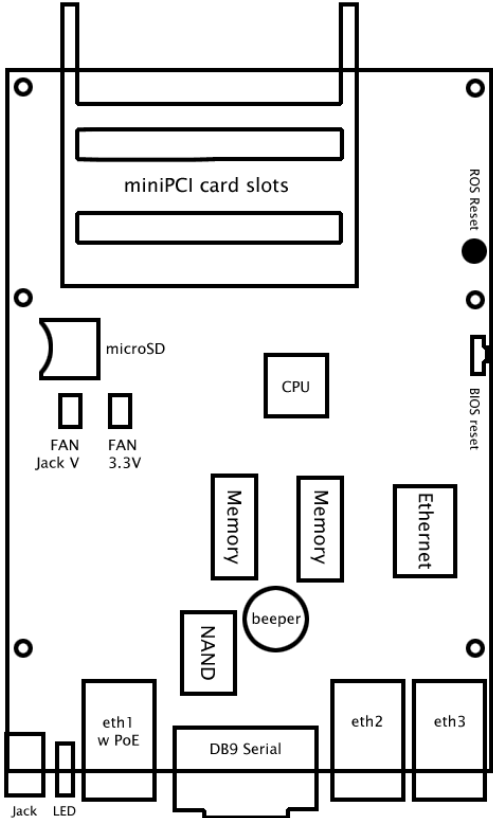 miniPCI card slots
ROS Reset
microSD
CPU
BIOS reset
FAN
Jack V
FAN
3.3V
Memory
Memory
Ethernet
beeper
NAND
eth1
w PoE
DB9 Serial
eth2
eth3
Jack
LED